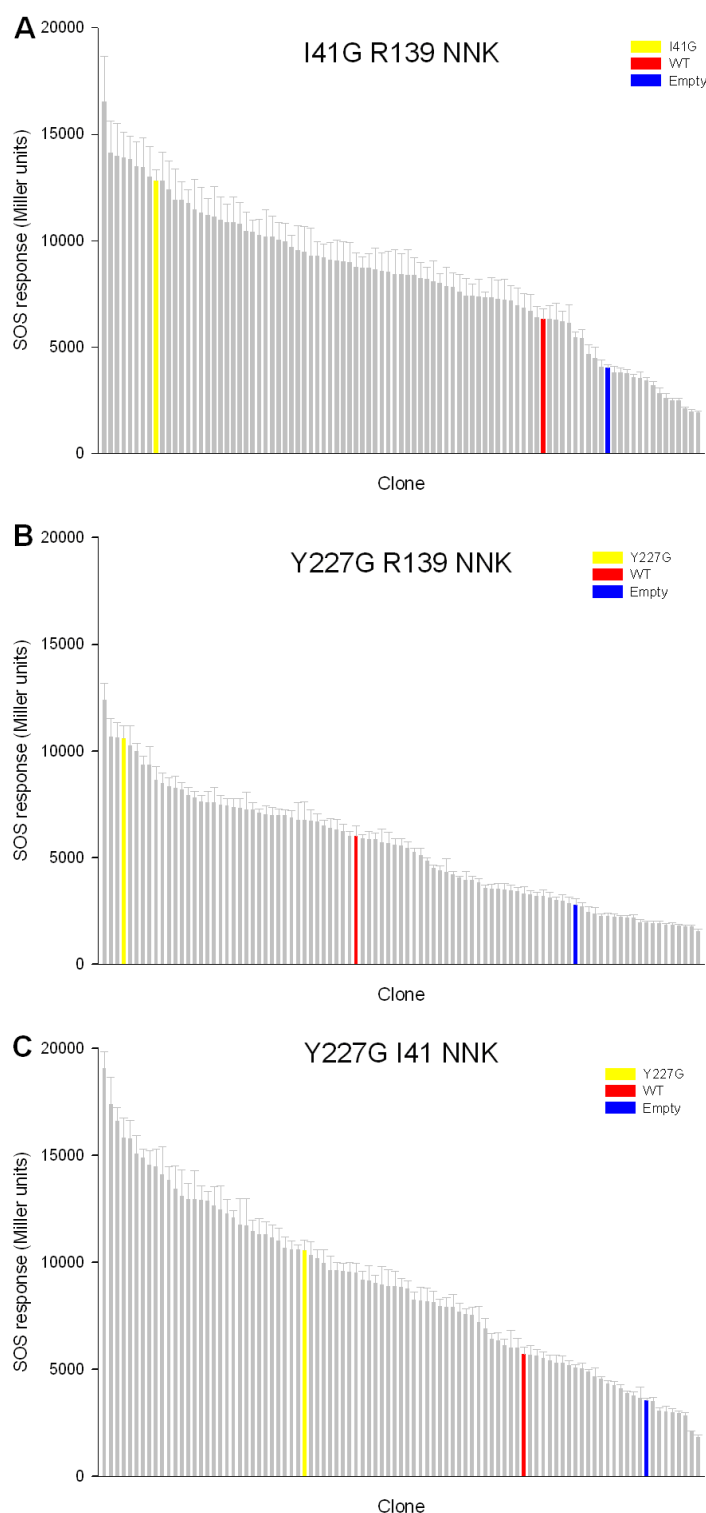 A
I41G R139 NNK
I41G
WT
Empty
SOS response (Miller units)
20000
15000
10000
5000
0
Clone
B
Y227G R139 NNK
Y227G
WT
Empty
SOS response (Miller units)
20000
15000
10000
5000
0
Clone
C
Y227G I41 NNK
Y227G
WT
Empty
SOS response (Miller units)
20000
15000
10000
5000
0
Clone